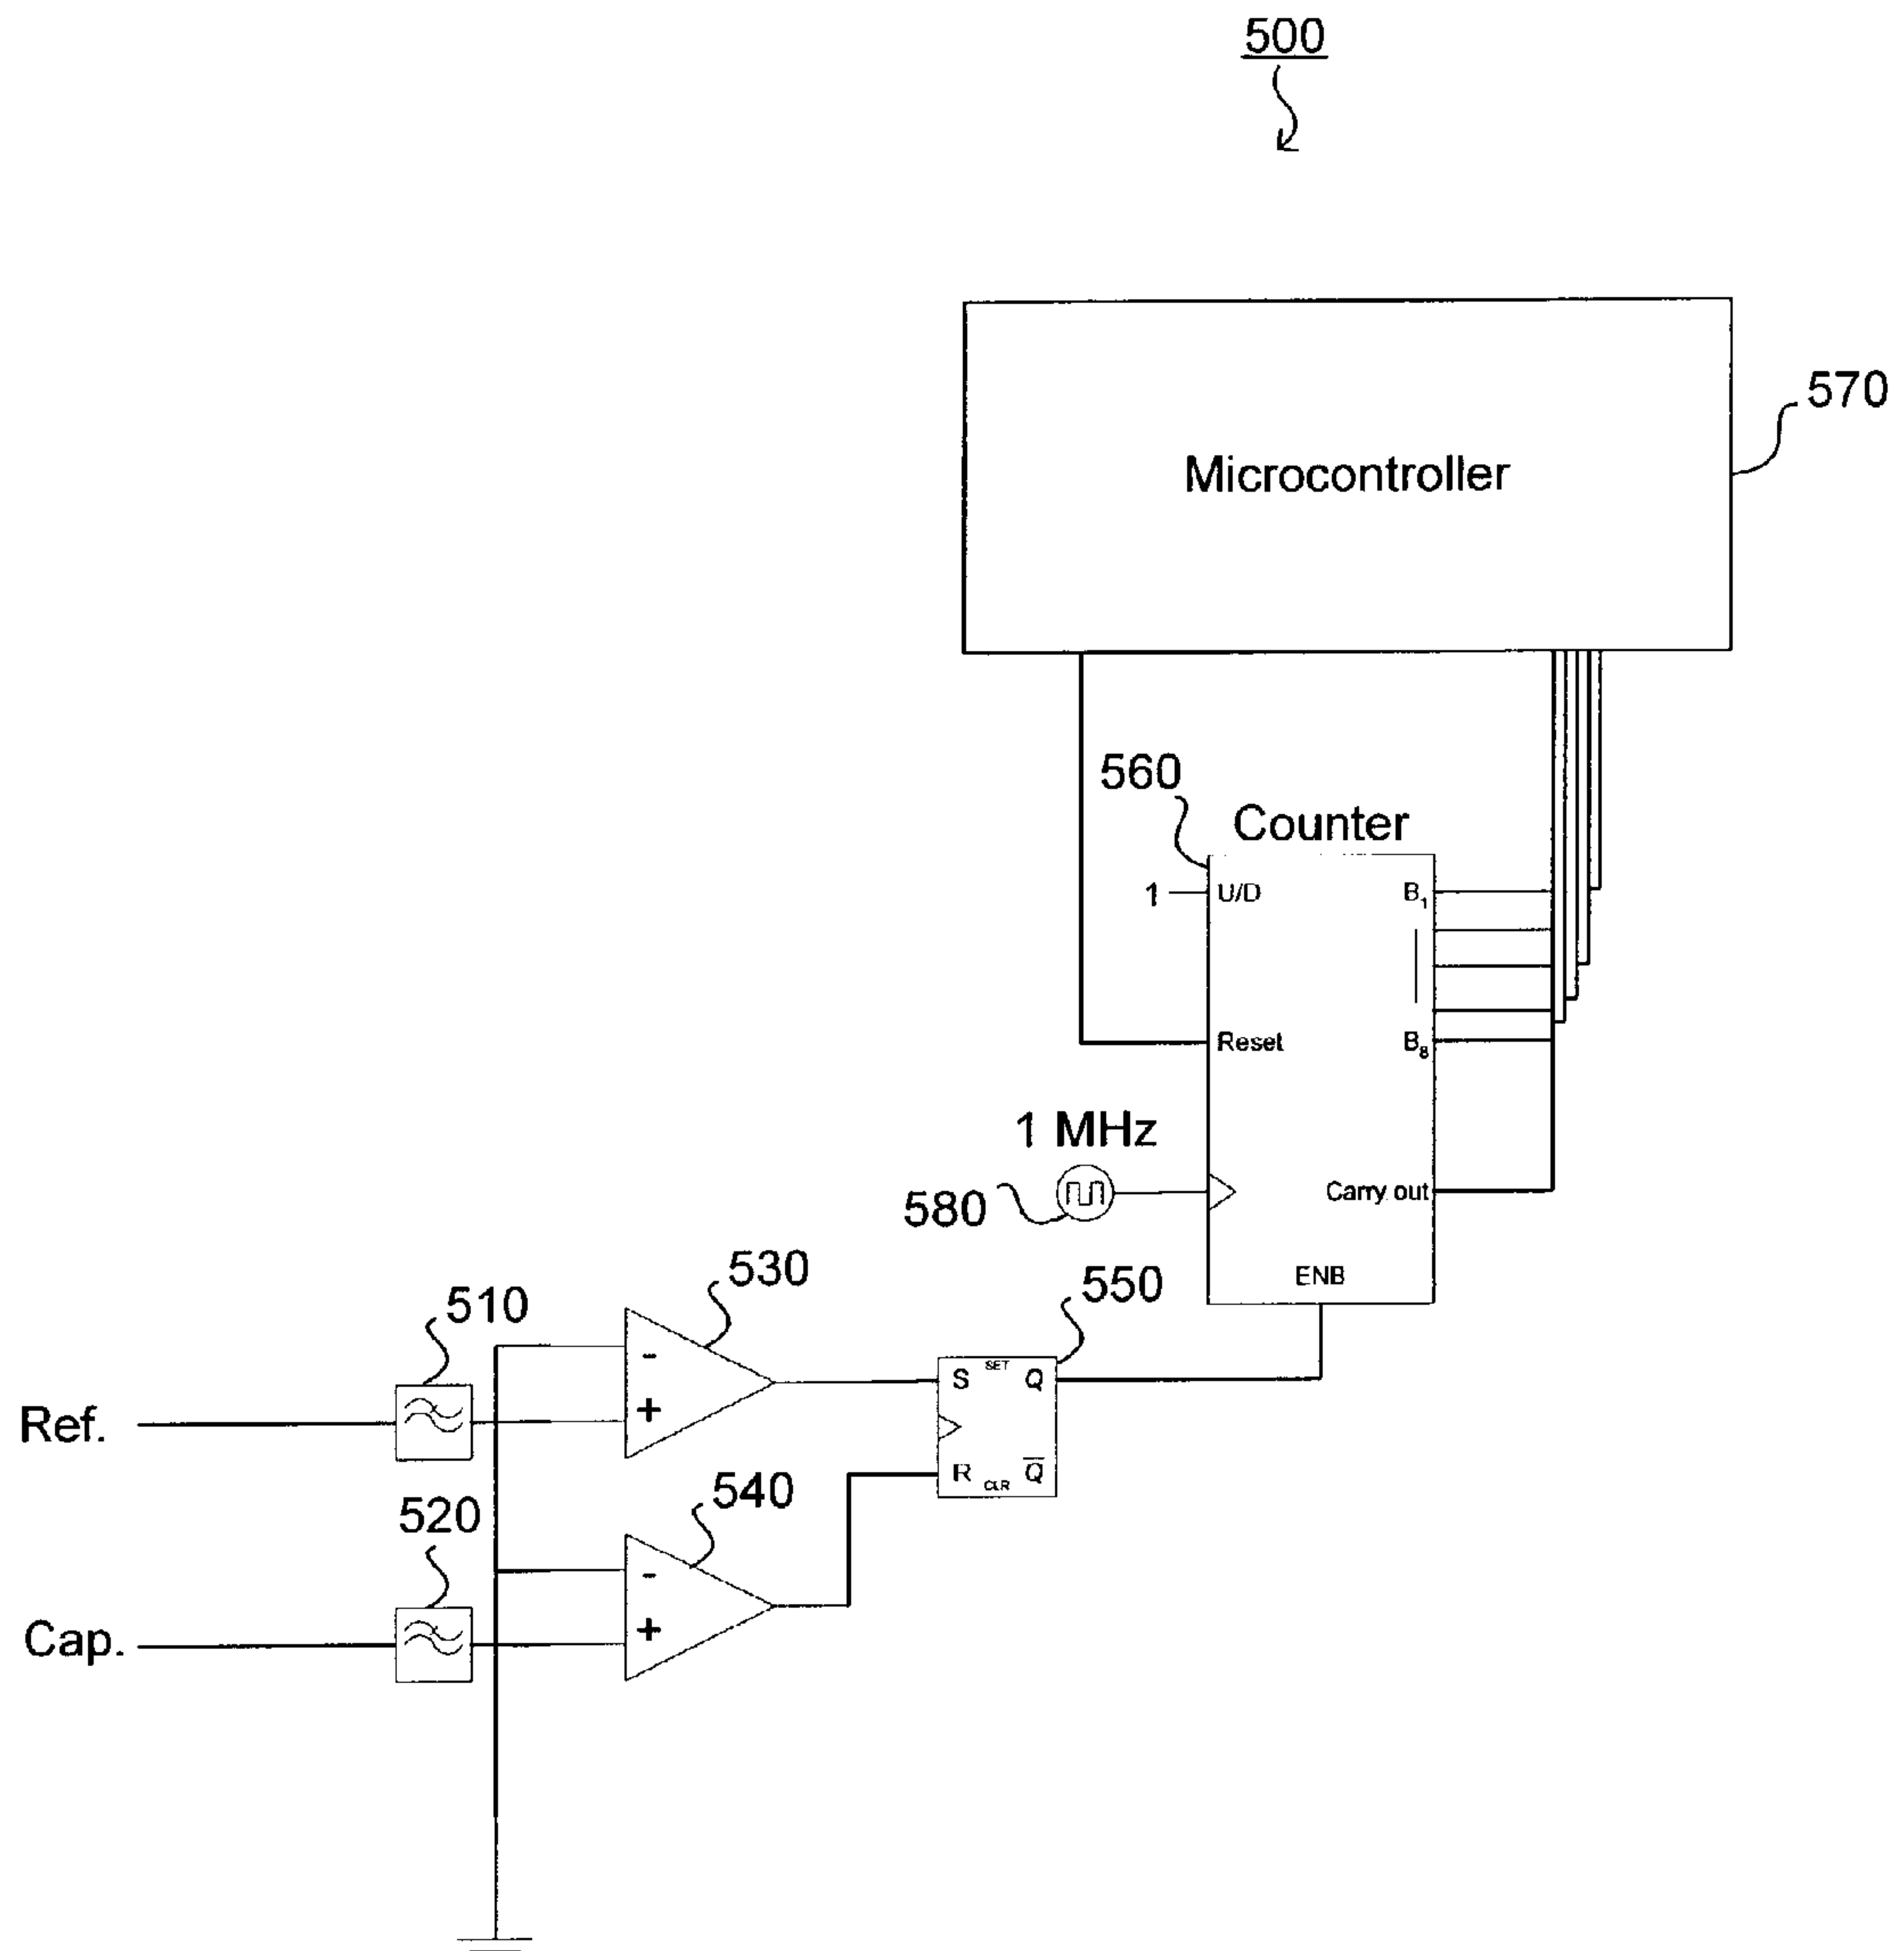 500
570
Microcontroller
560
Counter
1
U/D
B1
Reset
B8
1 MHz
580
Carry out
ENB
530
550
510
-
+
S
SET
Q
Ref.
R
CLR
Q̅
540
520
-
+
Cap.